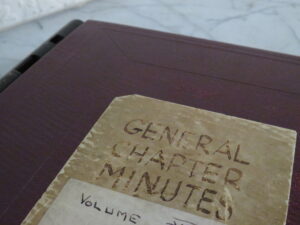 GENERAL
CHAPTER
MINUTES
VOLUME